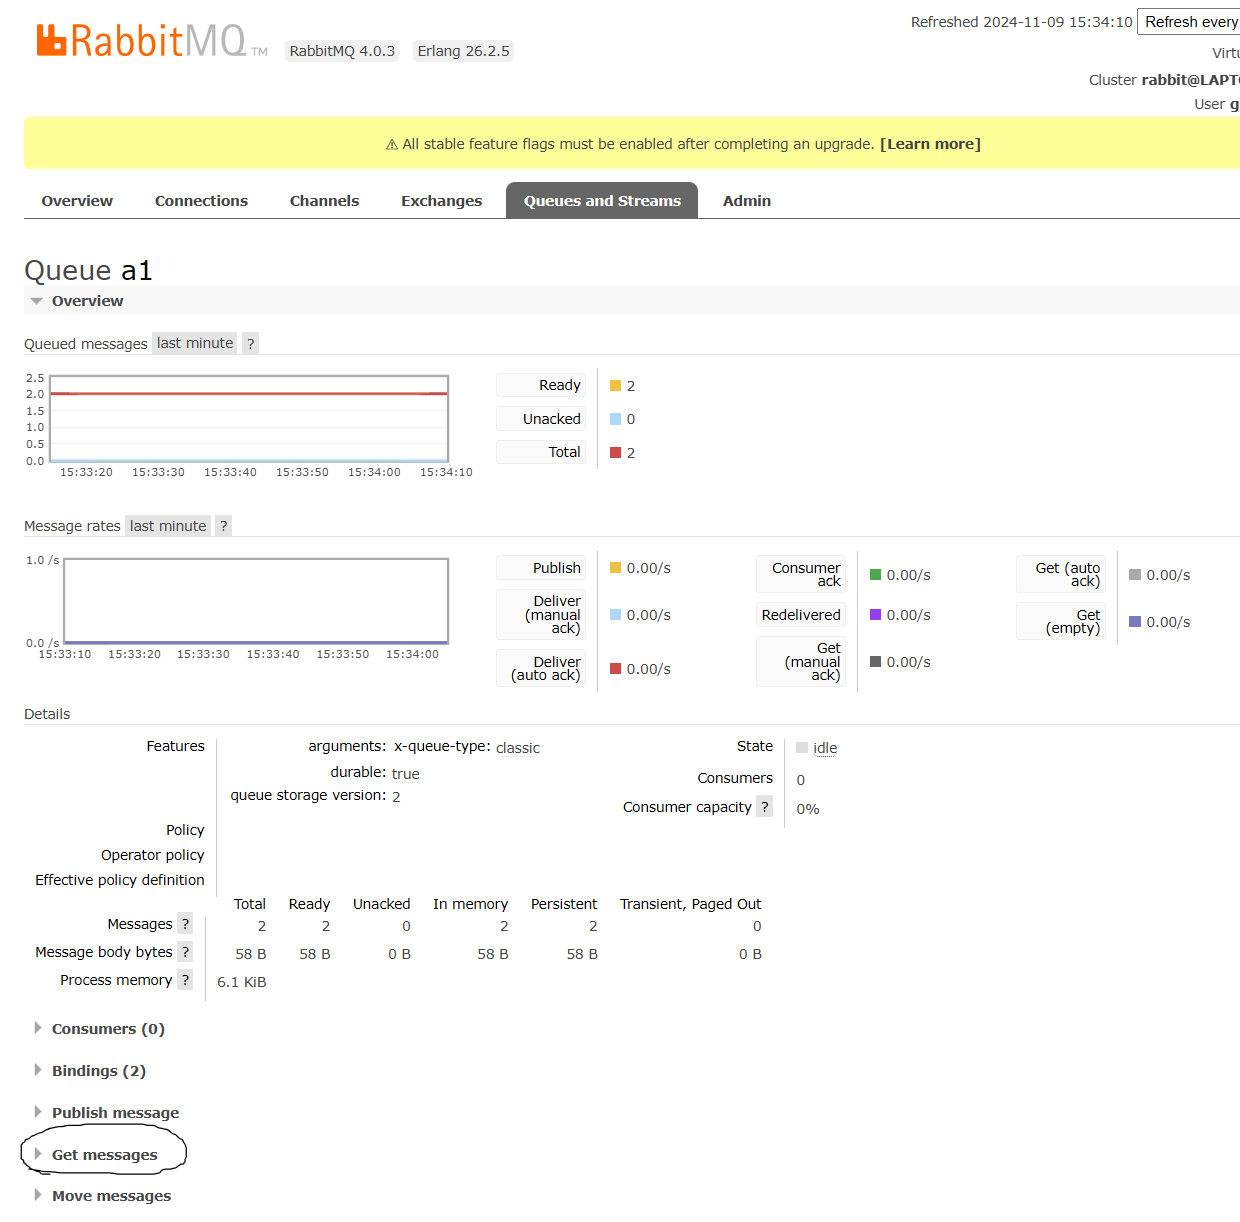 RabbitMQ TM
RabbitMQ 4.0.3 Erlang 26.2.5
Refreshed 2024-11-09 15:34:10 Refresh every
Cluster
User
⚠ All stable feature flags must be enabled after completing an upgrade. [Learn more]
Overview Connections Channels Exchanges Queues and Streams Admin
Queue a1
Overview
Queued messages last minute ?
2.5
2.0
1.5
1.0
0.5
0.0
15:33:20 15:33:30 15:33:40 15:33:50 15:34:00 15:34:10
Ready 2
Unacked 0
Total 2
Message rates last minute ?
1.0 /s
0.0 /s
15:33:10 15:33:20 15:33:30 15:33:40 15:33:50 15:34:00
Publish 0.00/s
Deliver
(manual 0.00/s
ack)
Deliver
(auto ack) 0.00/s
Consumer
ack 0.00/s
Redelivered 0.00/s
Get
(manual 0.00/s
ack)
Get (auto
ack) 0.00/s
Get
(empty) 0.00/s
Details
Features arguments: x-queue-type: classic
durable: true
queue storage version: 2
Policy
Operator policy
Effective policy definition
State idle
Consumers 0
Consumer capacity ? 0%
Total Ready Unacked In memory Persistent Transient, Paged Out
Messages ? 2 2 0 2 2 0
Message body bytes ? 58 B 58 B 0 B 58 B 58 B 0 B
Process memory ? 6.1 KiB
Consumers (0)
Bindings (2)
Publish message
Get messages
Move messages